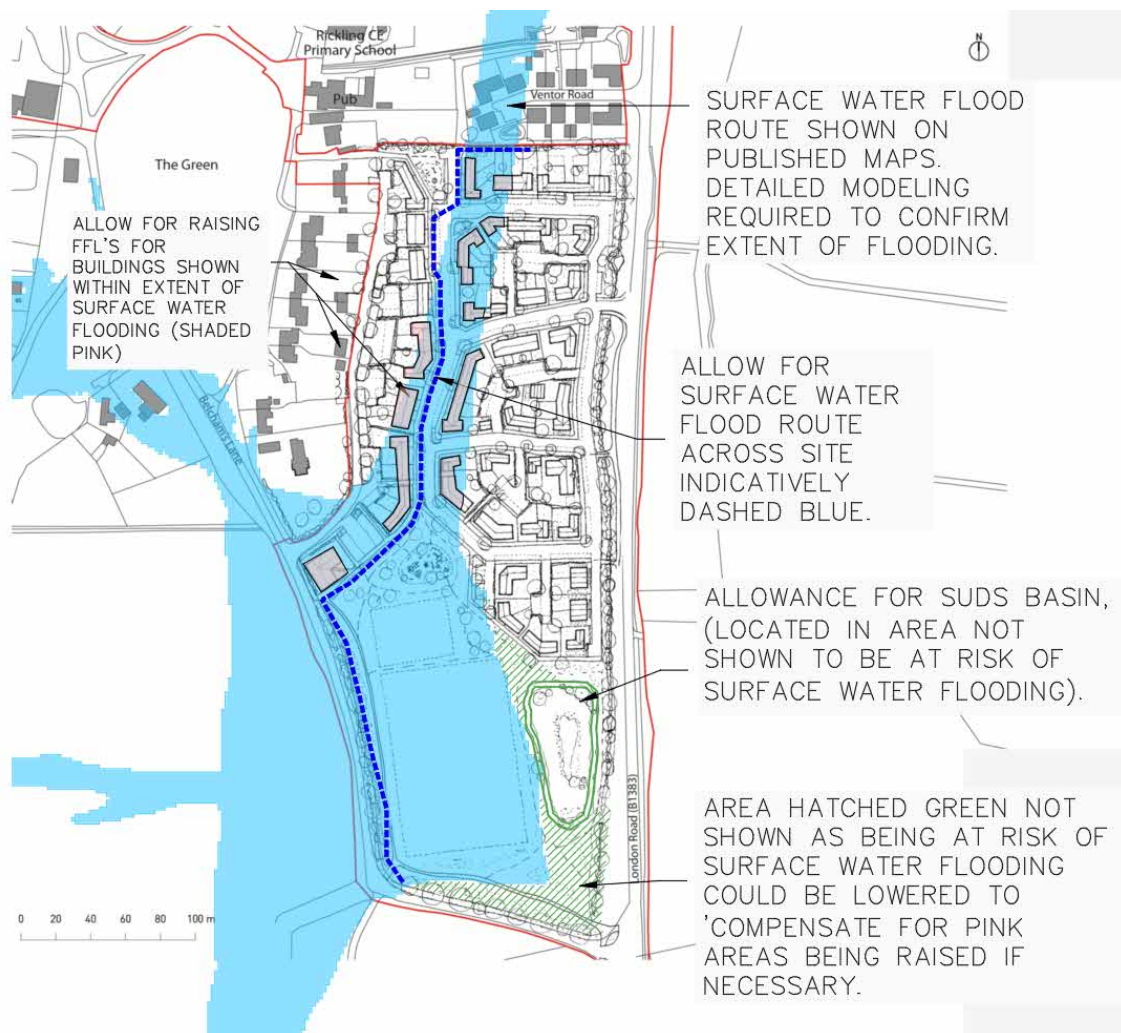 Rickling CE
Primary School
N
Pub
Ventor Road
The Green
SURFACE WATER FLOOD
ROUTE SHOWN ON
PUBLISHED MAPS.
DETAILED MODELING
REQUIRED TO CONFIRM
EXTENT OF FLOODING.
ALLOW FOR RAISING
FFL'S FOR
BUILDINGS SHOWN
WITHIN EXTENT OF
SURFACE WATER
FLOODING (SHADED
PINK)
ALLOW FOR
SURFACE WATER
FLOOD ROUTE
ACROSS SITE
INDICATIVELY
DASHED BLUE.
Belcham's Lane
ALLOWANCE FOR SUDS BASIN,
(LOCATED IN AREA NOT
SHOWN TO BE AT RISK OF
SURFACE WATER FLOODING).
London Road (B1383)
AREA HATCHED GREEN NOT
SHOWN AS BEING AT RISK OF
SURFACE WATER FLOODING
COULD BE LOWERED TO
'COMPENSATE FOR PINK
AREAS BEING RAISED IF
NECESSARY.
0 20 40 60 80 100 m